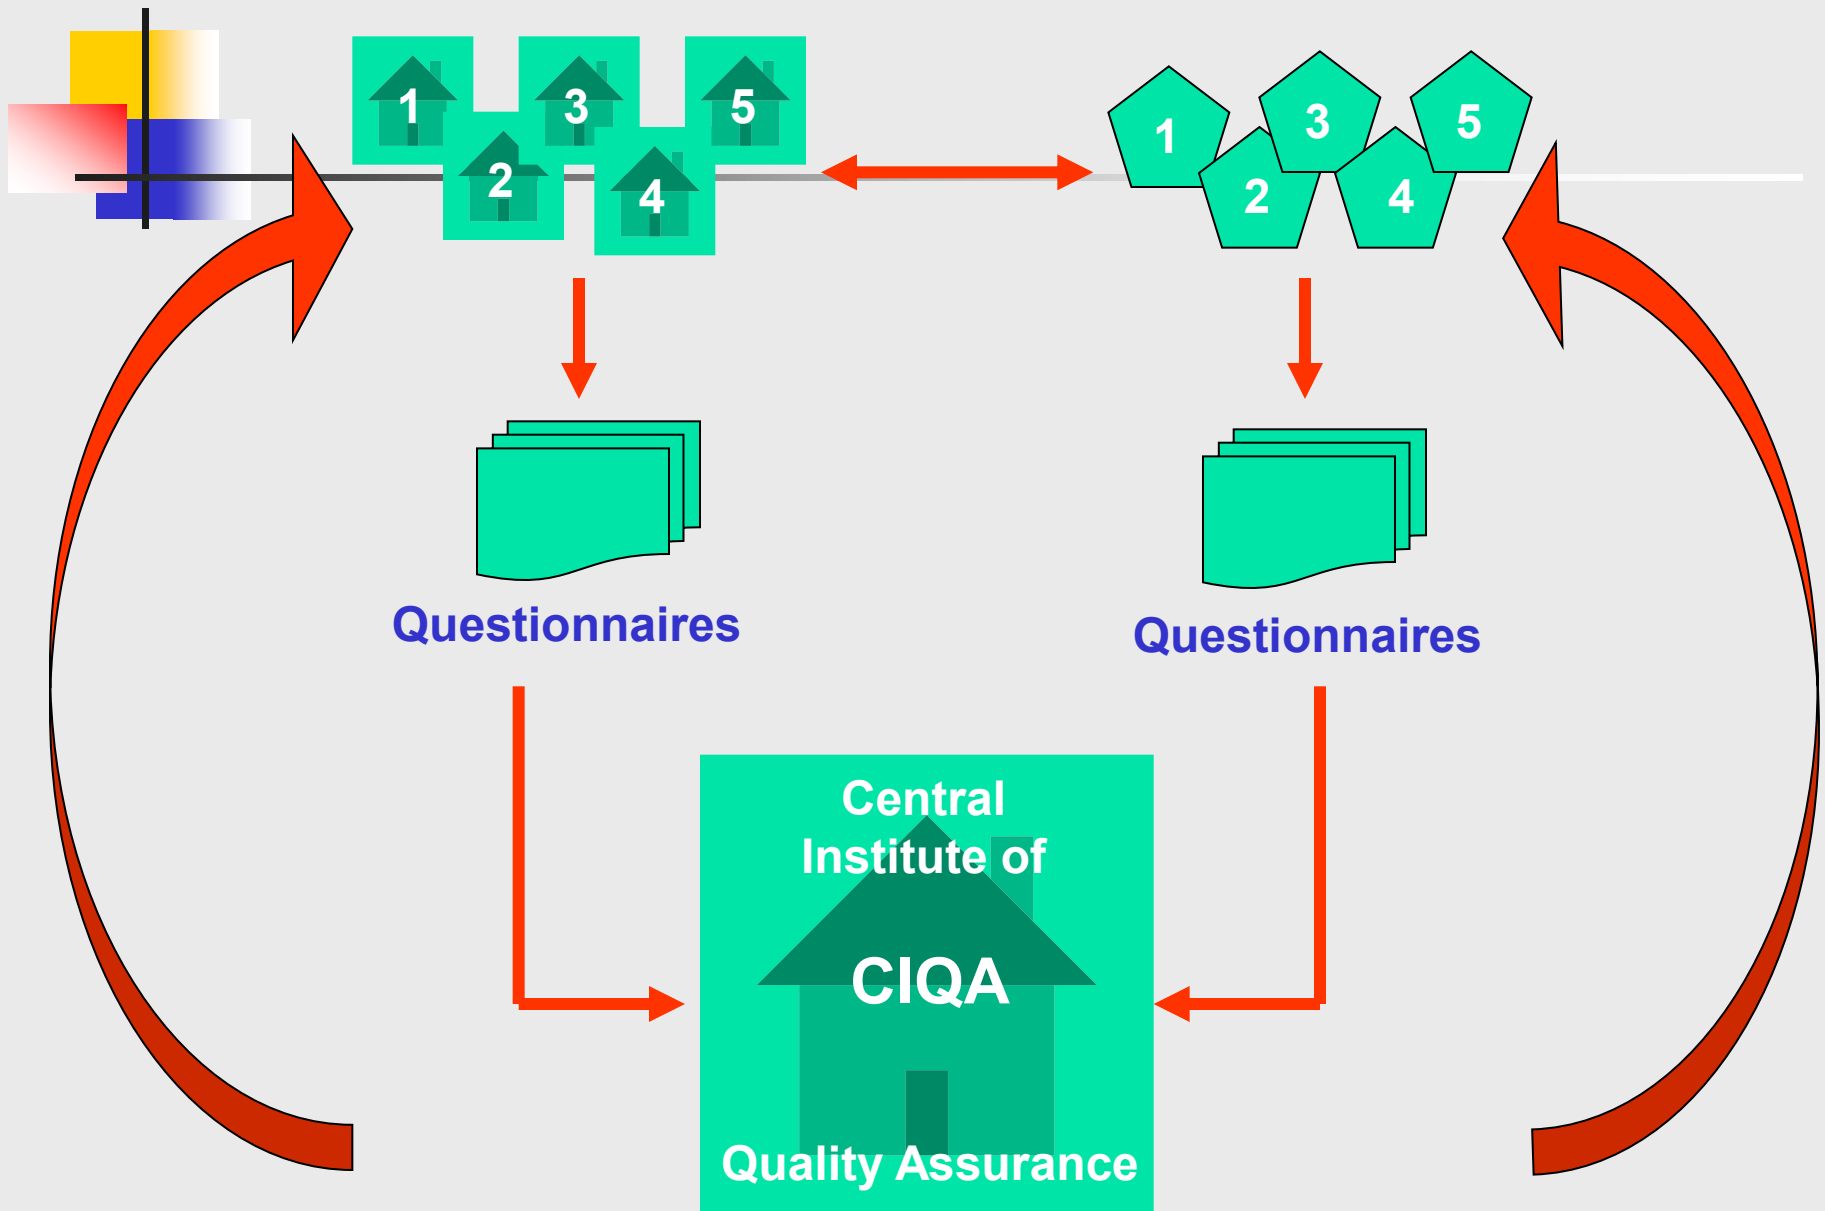 1
2
3
4
5
1
2
3
4
5
Questionnaires
Questionnaires
Central
Institute of
CIQA
Quality Assurance